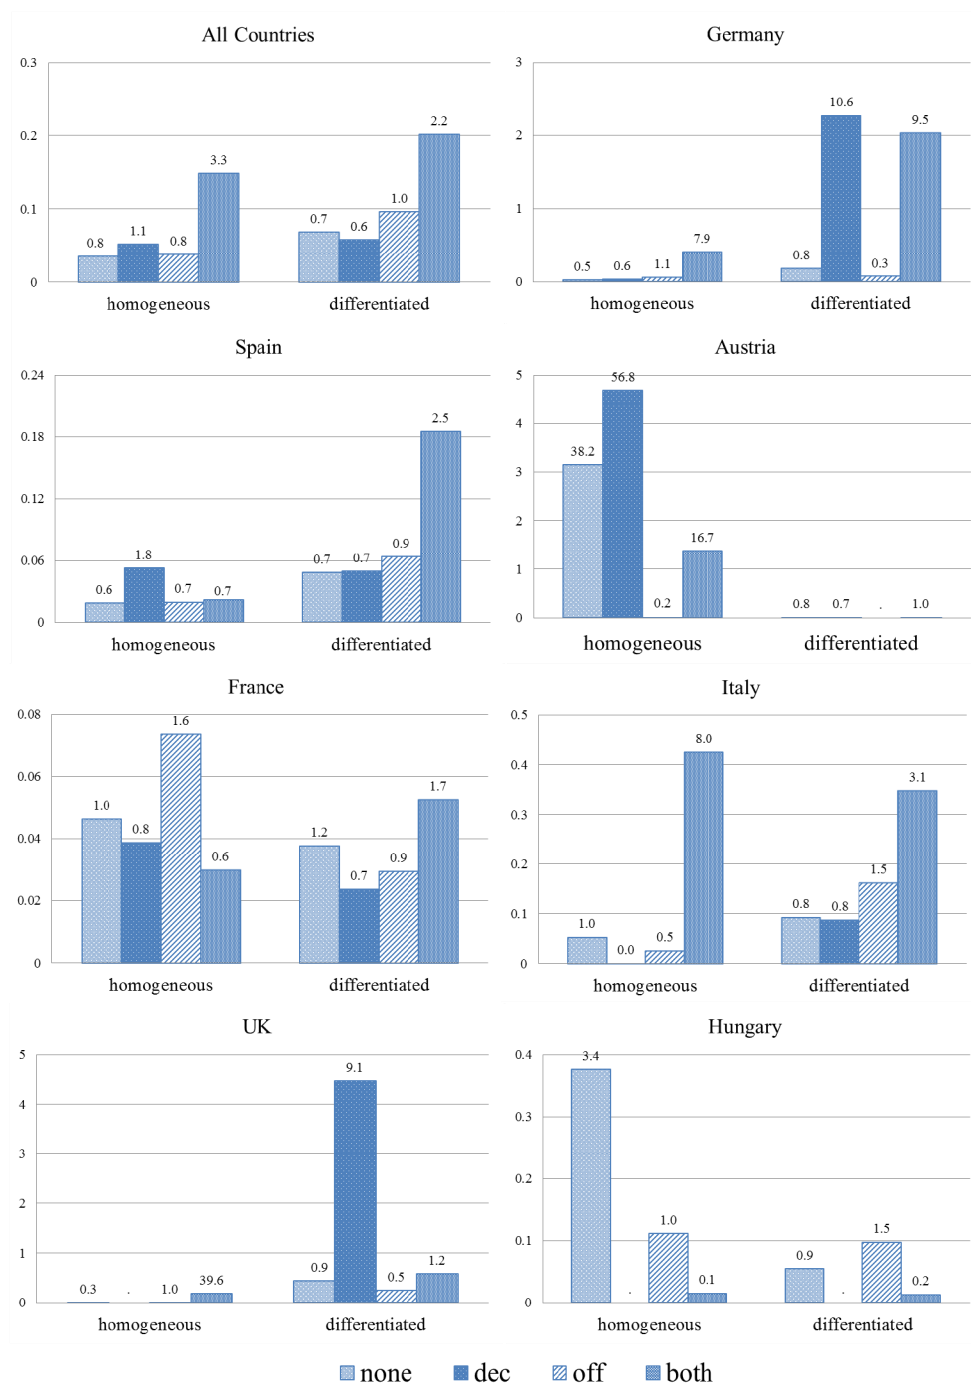 All Countries
0.3
0.2
0.1
0
0.8 1.1 0.8 3.3
0.7 0.6 1.0 2.2
homogeneous differentiated
Germany
3
2
1
0
0.5 0.6 1.1 7.9
0.8 10.6 0.3 9.5
homogeneous differentiated
Spain
0.24
0.18
0.12
0.06
0
0.6 1.8 0.7 0.7
0.7 0.7 0.9 2.5
homogeneous differentiated
Austria
5
4
3
2
1
0
38.2 56.8 0.2 16.7
0.8 0.7 . 1.0
homogeneous differentiated
France
0.08
0.06
0.04
0.02
0
1.0 0.8 1.6 0.6
1.2 0.7 0.9 1.7
homogeneous differentiated
Italy
0.5
0.4
0.3
0.2
0.1
0
1.0 0.0 0.5 8.0
0.8 0.8 1.5 3.1
homogeneous differentiated
UK
5
4
3
2
1
0
0.3 . 1.0 39.6
0.9 9.1 0.5 1.2
homogeneous differentiated
Hungary
0.4
0.3
0.2
0.1
0
3.4 . 1.0 0.1
0.9 . 1.5 0.2
homogeneous differentiated
none dec off both